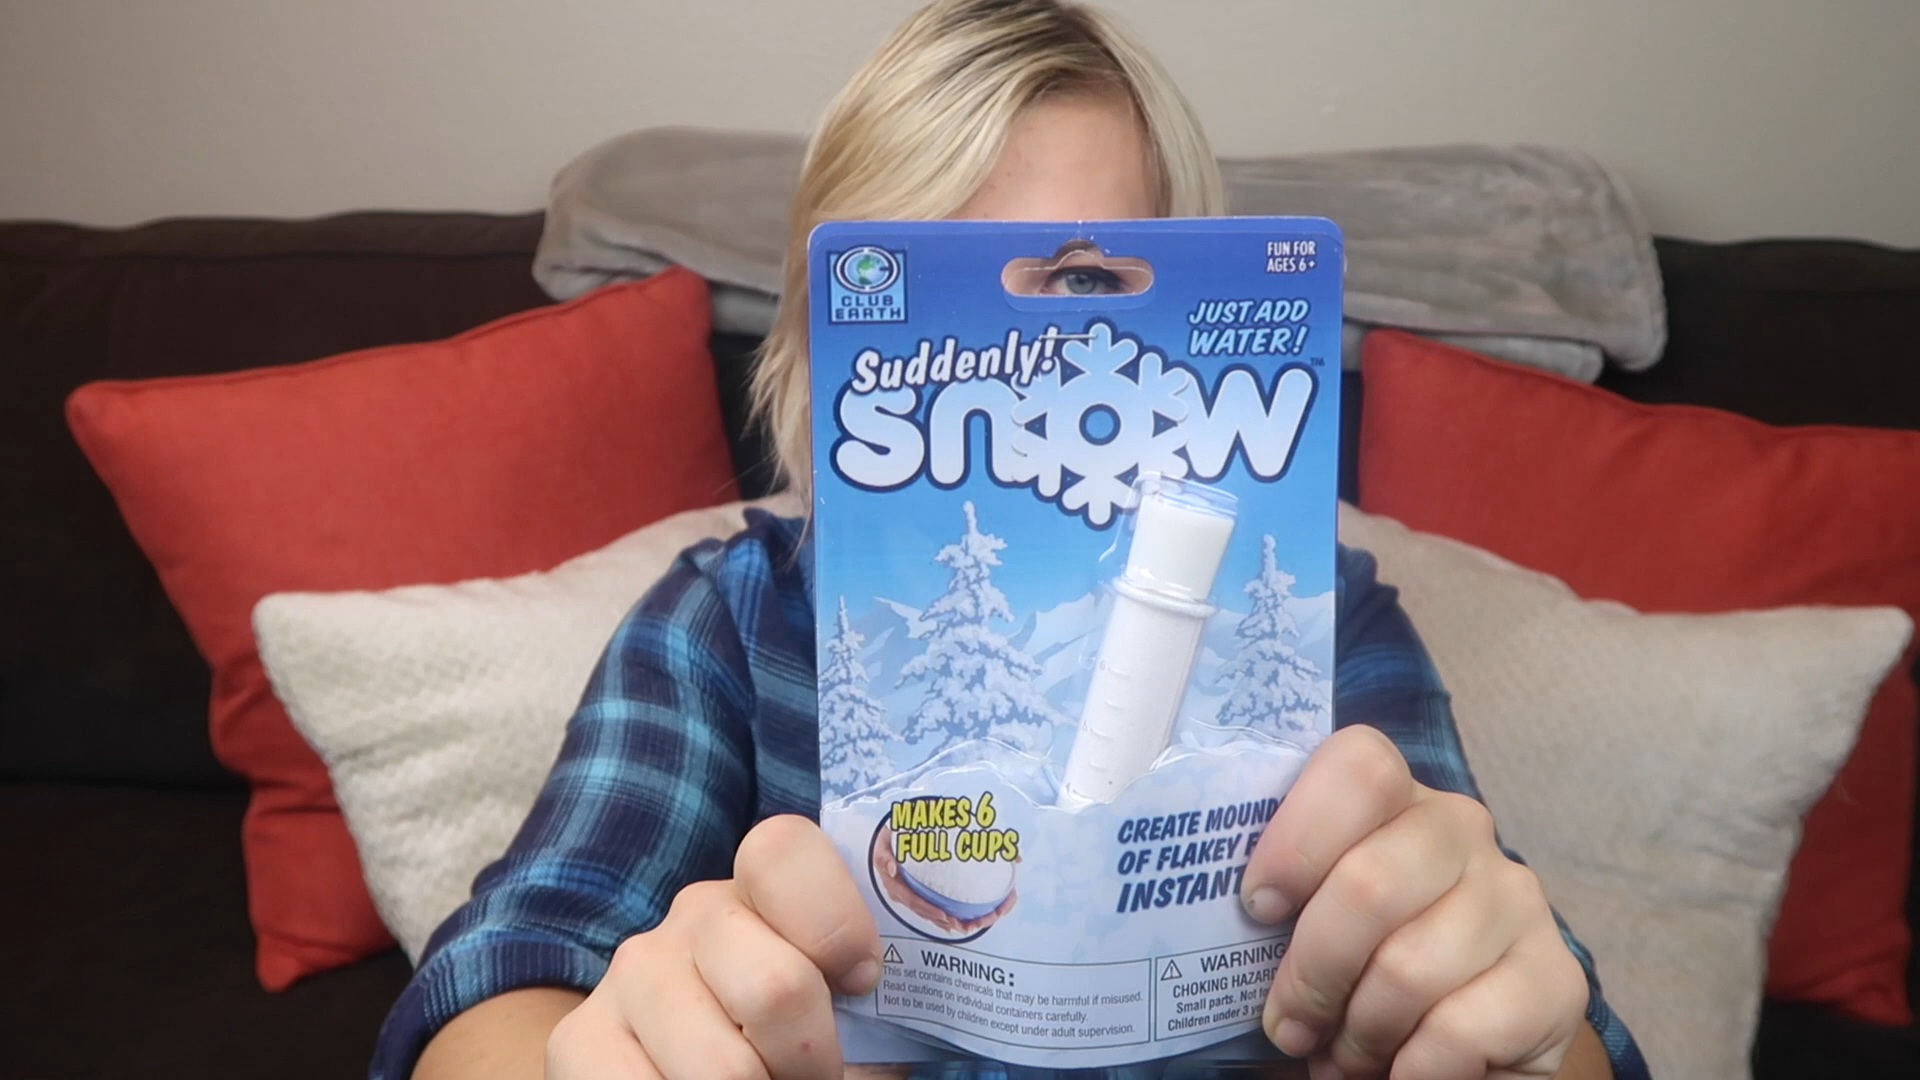 CLUB
EARTH
FUN FOR
AGES 6+
JUST ADD
WATER!
Suddenly!
snow™
MAKES 6
FULL CUPS
CREATE MOUND
OF FLAKEY
INSTANT
WARNING:
This set contains chemicals that may be harmful if misused.
Read cautions on individual containers carefully.
Not to be used by children except under adult supervision.
WARNING
CHOKING HAZARD
Small parts. Not
Children under 3